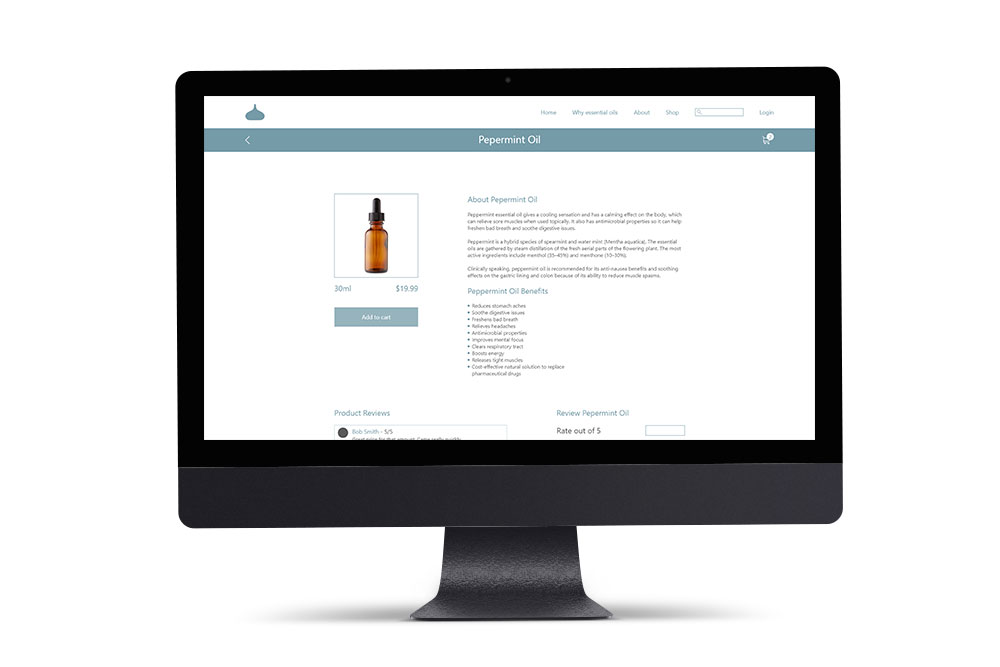 Home Why essential oils About Shop Login
Pepermint Oil
About Pepermint Oil
Peppermint essential oil gives a cooling sensation and has a calming effect on the body, which
can relieve sore muscles when used topically. It also has antimicrobial properties so it can help
freshen bad breath and soothe digestive issues.
Peppermint is a hybrid species of spearmint and water mint (Mentha aquatica). The essential
oils are gathered by steam distillation of the fresh aerial parts of the flowering plant. The most
active ingredients include menthol (35–45%) and menthone (10–30%).
Clinically speaking, peppermint oil is recommended for its anti-nausea benefits and soothing
effects on the gastric lining and colon because of its ability to reduce muscle spasms.
30ml $19.99
Add to cart
Peppermint Oil Benefits
Reduces stomach aches
Soothe digestive issues
Freshens bad breath
Relieves headaches
Antimicrobial properties
Improves mental focus
Clears respiratory tract
Boosts energy
Releases tight muscles
Cost-effective natural solution to replace
pharmaceutical drugs
Product Reviews
Bob Smith - 5/5
Review Pepermint Oil
Rate out of 5